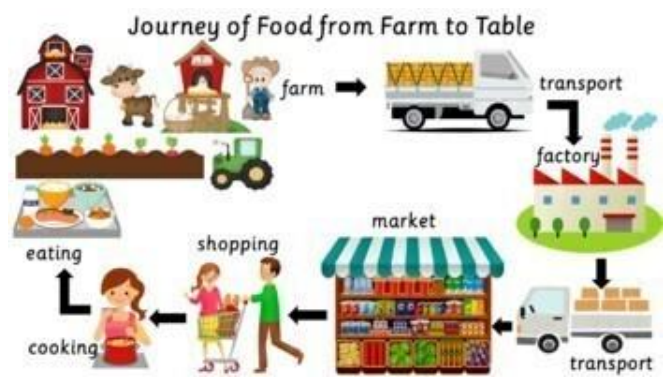 Journey of Food from Farm to Table
farm
transport
factory
transport
market
shopping
cooking
eating